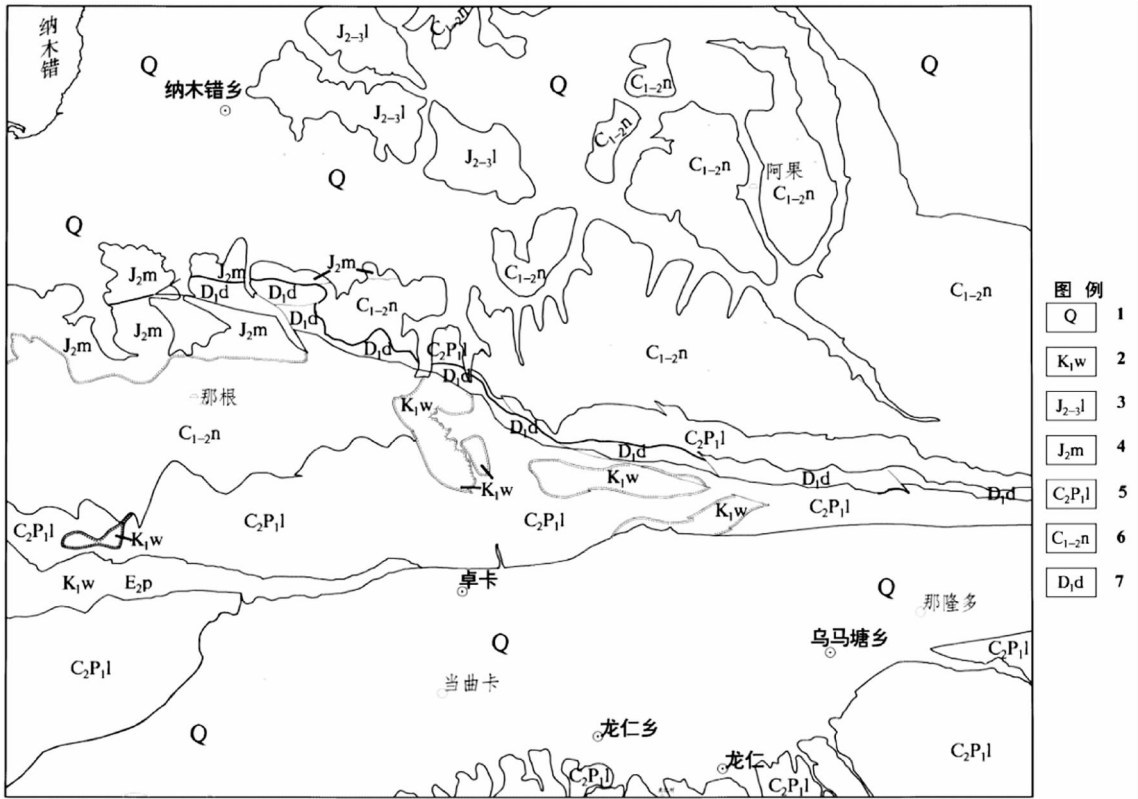 纳木错
Q
纳木错乡
J₂₋₃l
C₁₋₂n
Q
Q
J₂₋₃l
J₂₋₃l
C₁₋₂n
C₁₋₂n
C₁₋₂n
阿果
C₁₋₂n
Q
Q
J₂m
J₂m
J₂m
C₁₋₂n
C₁₋₂n
D₁d
D₁d
C₁₋₂n
J₂m
J₂m
J₂m
D₁d
D₁d
C₂P₁l
C₁₋₂n
D₁d
那根
K₁w
C₁₋₂n
D₁d
C₂P₁l
D₁d
K₁w
K₁w
D₁d
D₁d
C₂P₁l
C₂P₁l
C₂P₁l
K₁w
C₂P₁l
K₁w
K₁w
E₂p
卓卡
Q
那隆多
Q
乌马塘乡
C₂P₁l
C₂P₁l
当曲卡
Q
龙仁乡
龙仁
C₂P₁l
C₂P₁l
C₂P₁l
图 例
Q 1
K₁w 2
J₂₋₃l 3
J₂m 4
C₂P₁l 5
C₁₋₂n 6
D₁d 7